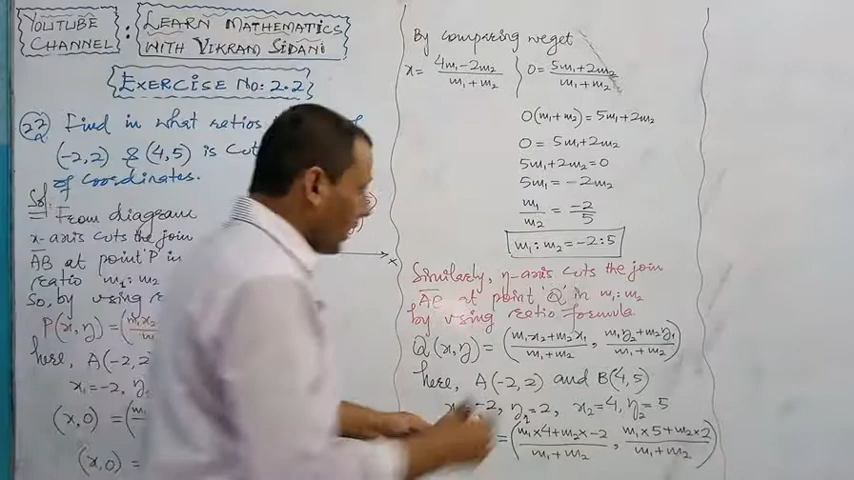 YOUTUBE CHANNEL : LEARN MATHEMATICS
WITH VIKRAM SIDANI
EXERCISE NO: 2.2
Q22 Find in what ratios
(-2,2) & (4,5) is cut
of coordinates.
Sol:
From diagram
x-axis cuts the join
AB at point P in
ratio m₁:m₂
So, by using
P(x,y) = (m₁x₂
here, A(-2,2)
x₁=-2, y₁
(x,0) = (m₁
(x,0) =
x
By comparing we get
x = (4m₁-2m₂)/(m₁+m₂) | 0 = (5m₁+2m₂)/(m₁+m₂)
0(m₁+m₂) = 5m₁+2m₂
0 = 5m₁+2m₂
5m₁+2m₂=0
5m₁ = -2m₂
m₁/m₂ = -2/5
m₁:m₂ = -2:5
Similarly, y-axis cuts the join
at point 'Q' in m₁:m₂
by using ratio formula
Q(x,y) = ((m₁x₂+m₂x₁)/(m₁+m₂), (m₁y₂+m₂y₁)/(m₁+m₂))
here, A(-2,2) and B(4,5)
-2, y₁=2, x₂=4, y₂=5
= ((m₁×4+m₂×-2)/(m₁+m₂), (m₁×5+m₂×2)/(m₁+m₂))